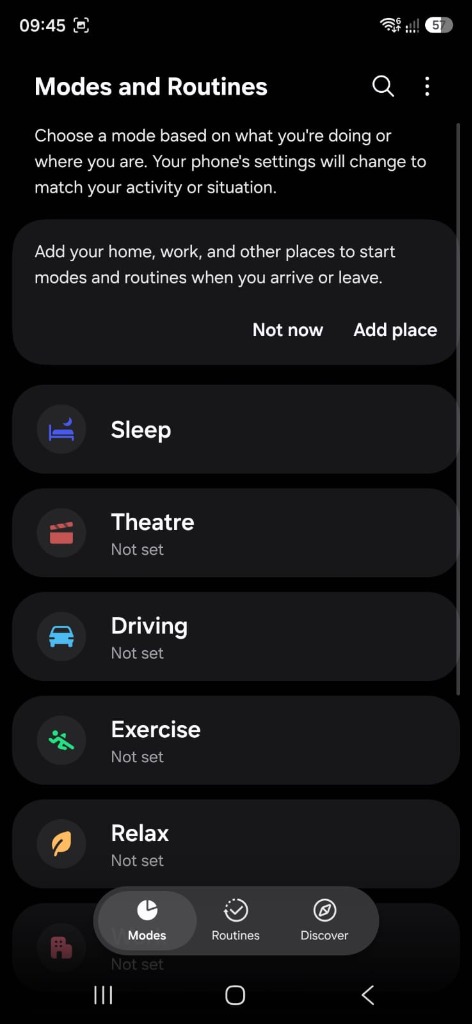 09:45
6
57
Modes and Routines
Choose a mode based on what you're doing or
where you are. Your phone's settings will change to
match your activity or situation.
Add your home, work, and other places to start
modes and routines when you arrive or leave.
Not now Add place
Sleep
Theatre
Not set
Driving
Not set
Exercise
Not set
Relax
Not set
Modes Routines Discover
Not set